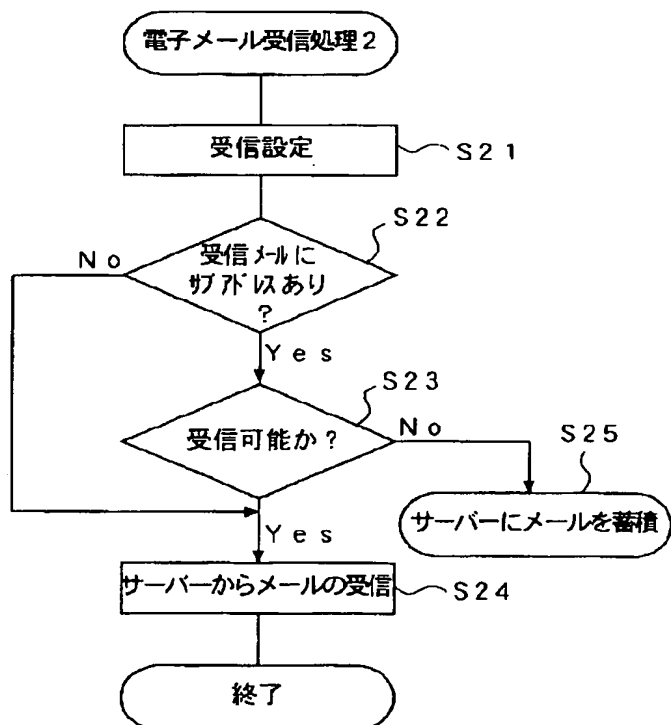 電子メール受信処理2
受信設定
S21
S22
受信メールに
サブアドレスあり
?
No
Yes
S23
受信可能か?
No
S25
サーバーにメールを蓄積
Yes
サーバーからメールの受信
S24
終了